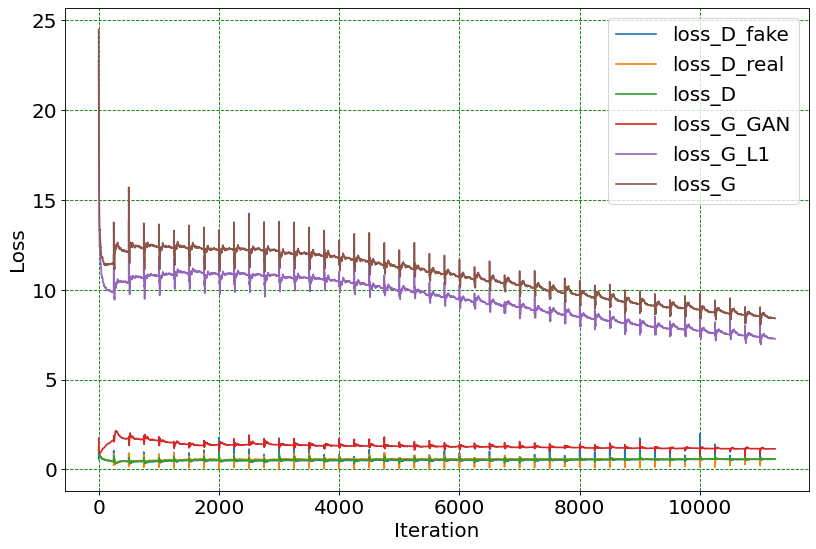 25
20
15
10
5
0
Loss
0
2000
4000
6000
8000
10000
Iteration
loss_D_fake
loss_D_real
loss_D
loss_G_GAN
loss_G_L1
loss_G